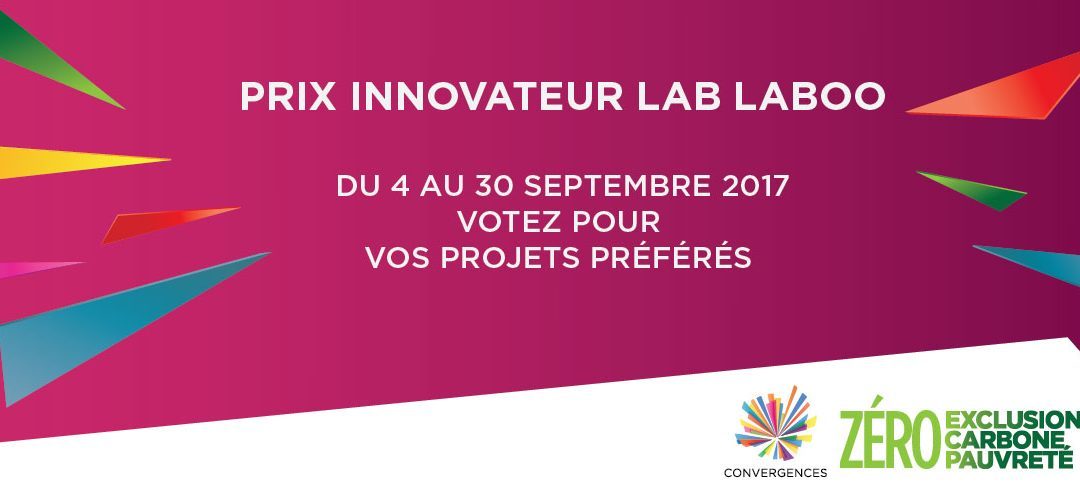 PRIX INNOVATEUR LAB LABOO
DU 4 AU 30 SEPTEMBRE 2017
VOTEZ POUR
VOS PROJETS PRÉFÉRÉS
CONVERGENCES
ZÉRO EXCLUSION,
CARBONE,
PAUVRETÉ